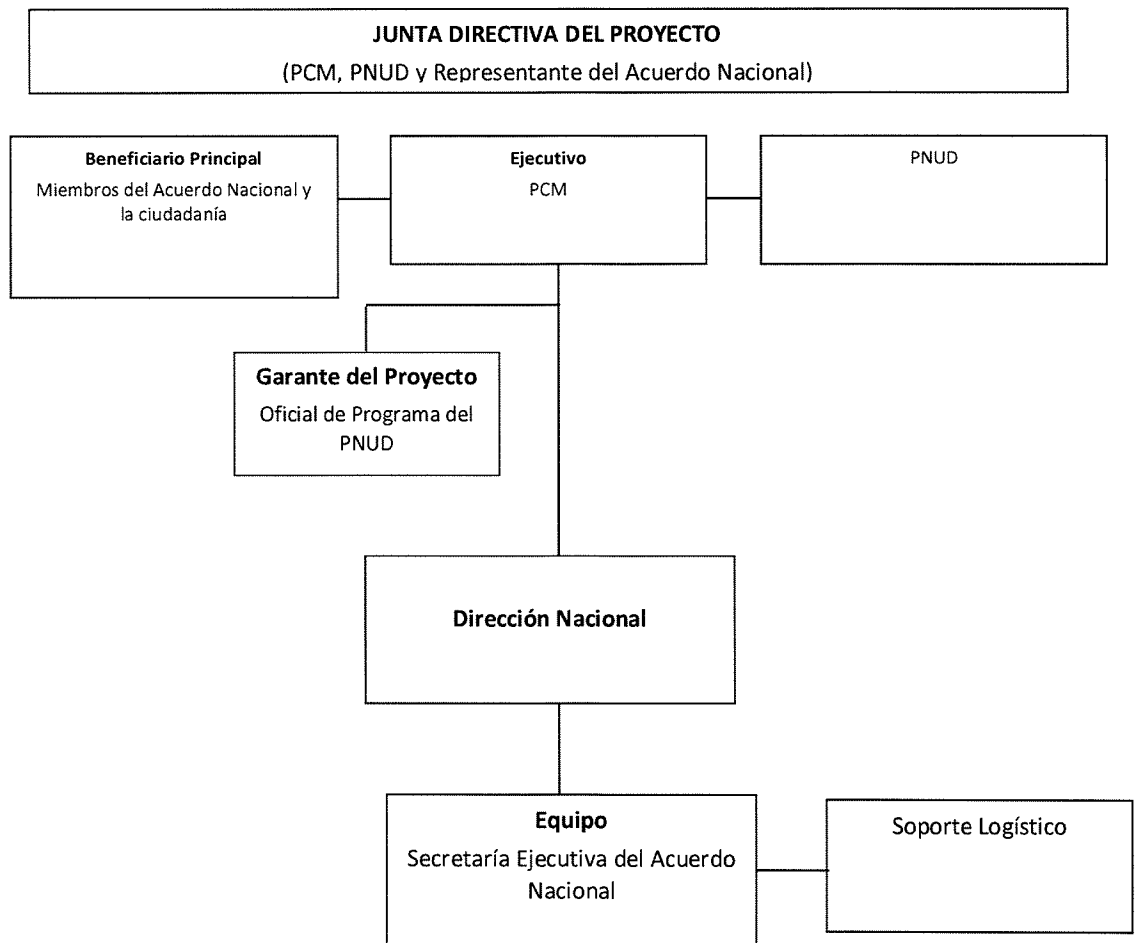 JUNTA DIRECTIVA DEL PROYECTO
(PCM, PNUD y Representante del Acuerdo Nacional)
Beneficiario Principal
Miembros del Acuerdo Nacional y
la ciudadanía
Ejecutivo
PCM
PNUD
Garante del Proyecto
Oficial de Programa del
PNUD
Dirección Nacional
Equipo
Secretaría Ejecutiva del Acuerdo
Nacional
Soporte Logístico